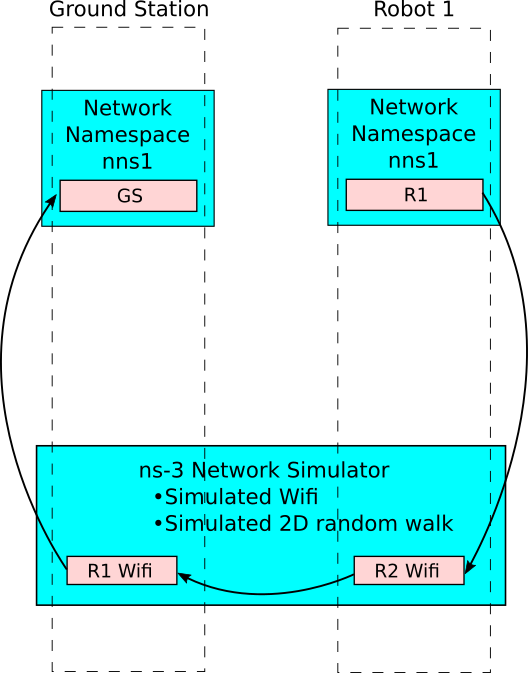 Ground Station
Robot 1
Network
Namespace
nns1
GS
Network
Namespace
nns1
R1
ns-3 Network Simulator
•Simulated Wifi
•Simulated 2D random walk
R1 Wifi
R2 Wifi